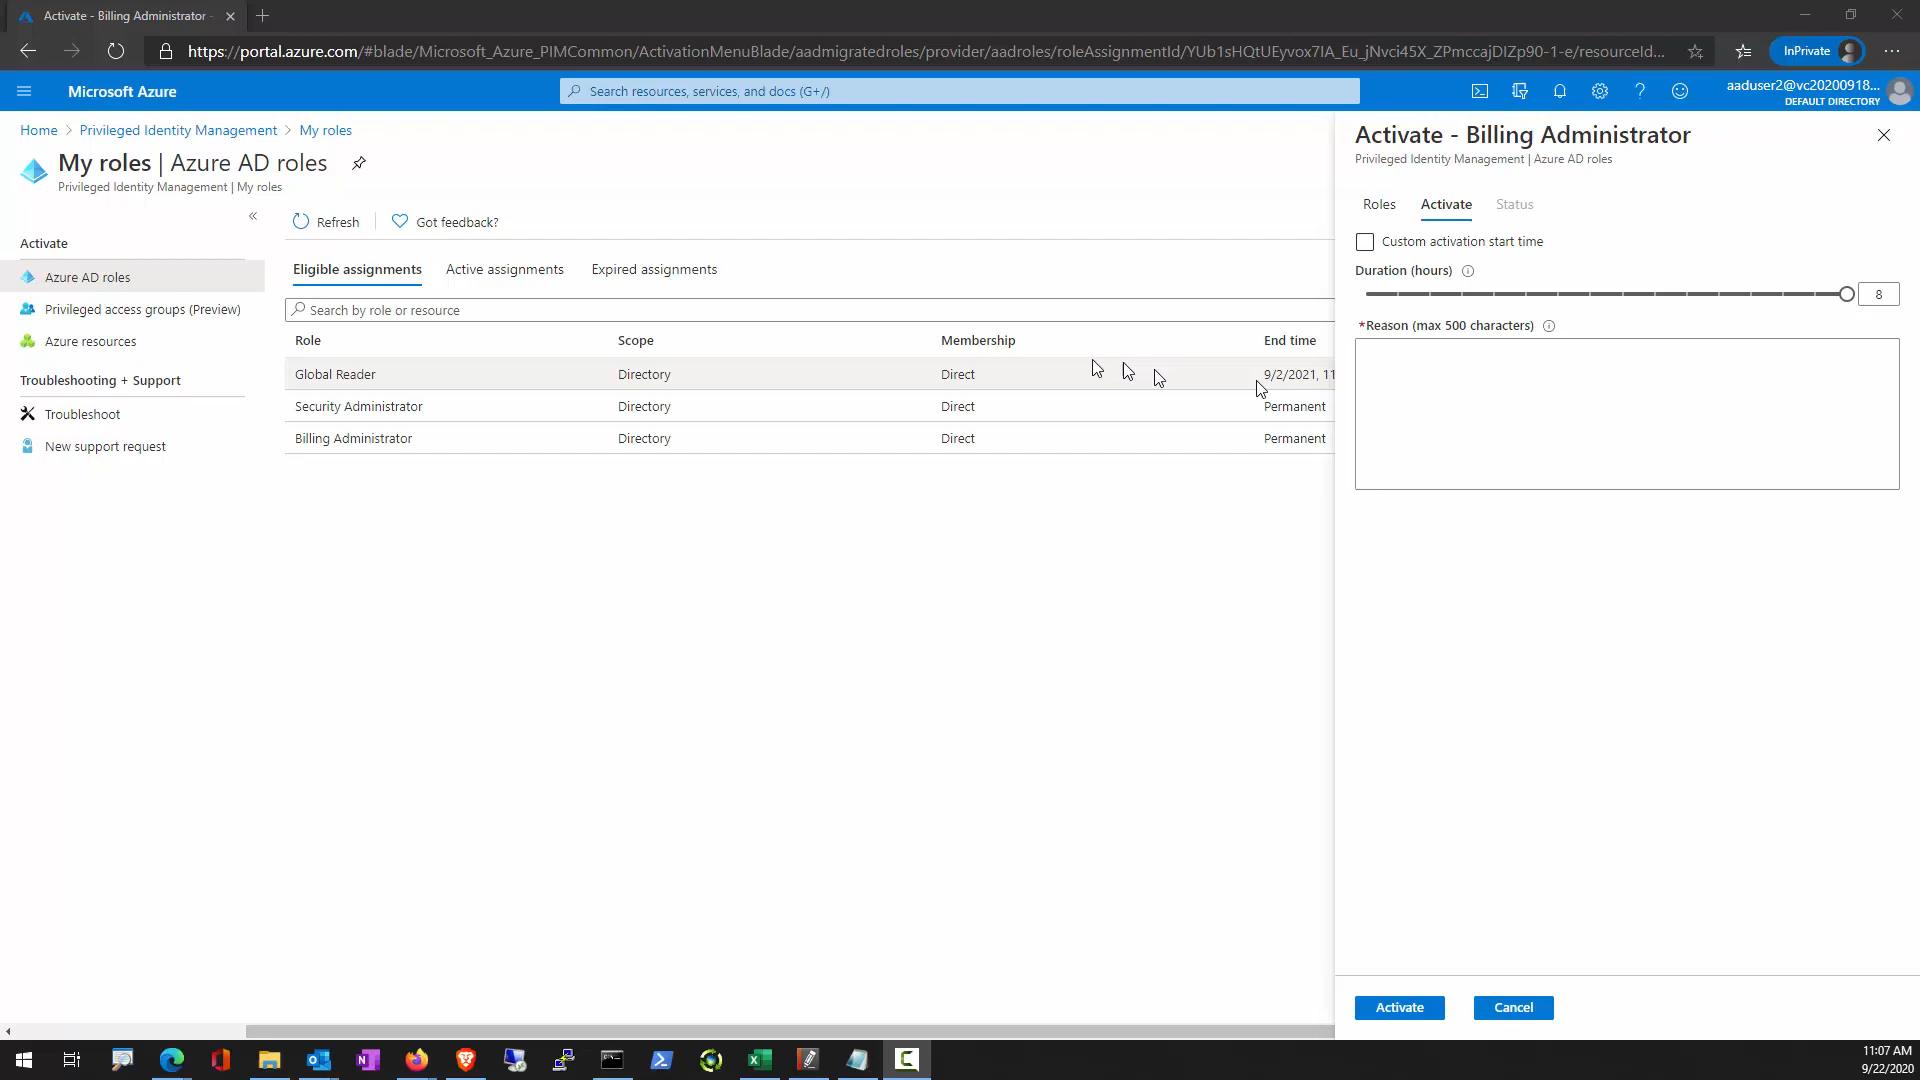 Activate - Billing Administrator -
https://portal.azure.com/#blade/Microsoft_Azure_PIMCommon/ActivationMenuBlade/aadmigratedroles/provider/aadroles/roleAssignmentId/YUb1sHQtUEyvox7IA_Eu_jNvci45X_ZPmccajDIZp90-1-e/resourceId...
InPrivate
Microsoft Azure
Search resources, services, and docs (G+/)
aaduser2@vc20200918...
DEFAULT DIRECTORY
Home > Privileged Identity Management > My roles
My roles | Azure AD roles
Privileged Identity Management | My roles
«
Activate
Azure AD roles
Privileged access groups (Preview)
Azure resources
Troubleshooting + Support
Troubleshoot
New support request
Refresh
Got feedback?
Eligible assignments Active assignments Expired assignments
Search by role or resource
Role Scope Membership End time
Global Reader Directory Direct 9/2/2021, 11
Security Administrator Directory Direct Permanent
Billing Administrator Directory Direct Permanent
Activate - Billing Administrator
Privileged Identity Management | Azure AD roles
Roles Activate Status
Custom activation start time
Duration (hours)
8
*Reason (max 500 characters)
Activate Cancel
11:07 AM
9/22/2020